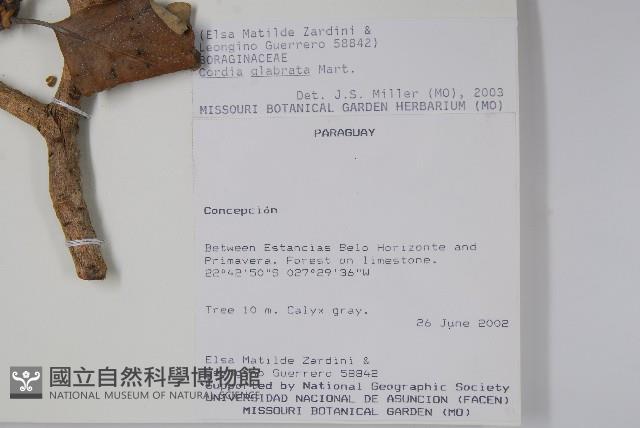 (Elsa Matilde Zardini &
Leongino Guerrero 58842)
BORAGINACEAE
Cordia glabrata Mart.
Det. J.S. Miller (MO), 2003
MISSOURI BOTANICAL GARDEN HERBARIUM (MO)
PARAGUAY
Concepción
Between Estancias Belo Horizonte and
Primavera. Forest on limestone.
22°42'50"S 027°29'36"W
Tree 10 m. Calyx gray.
26 June 2002
Elsa Matilde Zardini &
Guerrero 58842
Supported by National Geographic Society
UNIVERSIDAD NACIONAL DE ASUNCION (FACEN)
MISSOURI BOTANICAL GARDEN (MO)
國立自然科學博物館
NATIONAL MUSEUM OF NATURAL SCIENCE